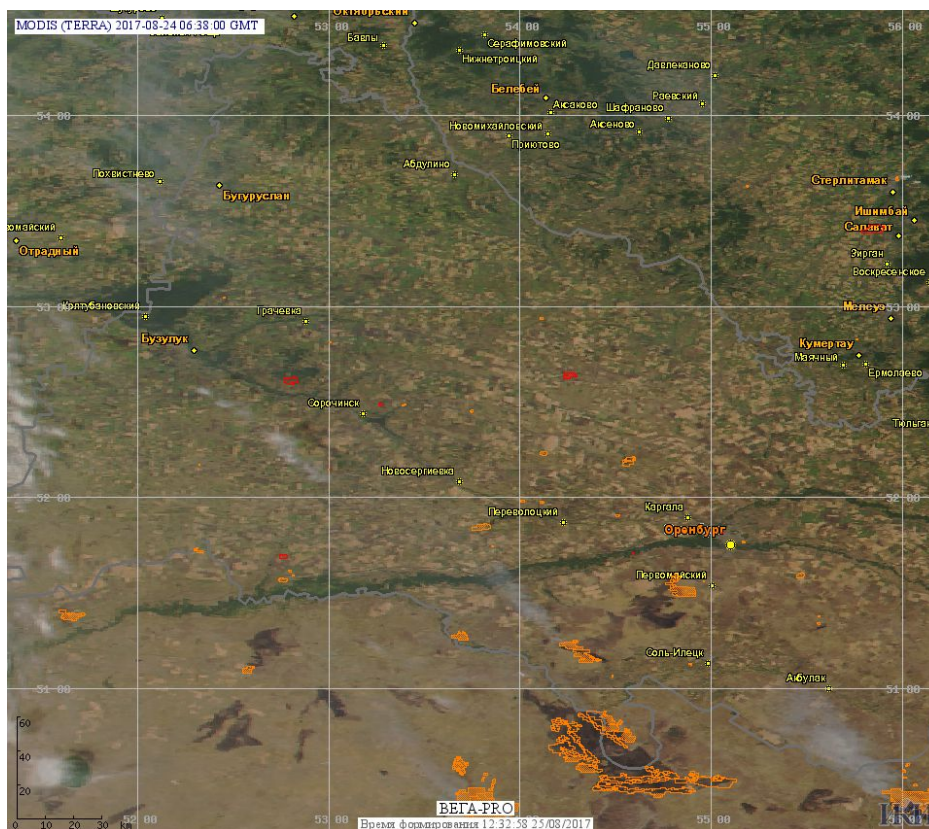 MODIS (TERRA) 2017-08-24 06:38:00 GMT
53 00
54 00
55 00
56 00
Октябрьский
Бавлы
Серафимовский
Нижнетроицкий
Давлеканово
Белебей
Раевский
Аксаково
Шафраново
54 00
54 00
Новомихайловский
Аксеново
Приютово
Абдулино
Похвистнево
Стерлитамак
Бугуруслан
Ишимбай
Салават
Отрадный
Зирган
Воскресенское
53 00
53 00
Колтубановский
Грачевка
Мелеуз
Бузулук
Кумертау
Маячный
Ермолаево
Сорочинск
Тюльган
Новосергиевка
52 00
52 00
Каргала
Переволоцкий
Оренбург
Первомайский
Соль-Илецк
Акбулак
51 00
51 00
60
40
20
0 10 20 30 km
52 00
53 00
54 00
55 00
ВЕГА-PRO
Время формирования 12:32:58 25/08/2017